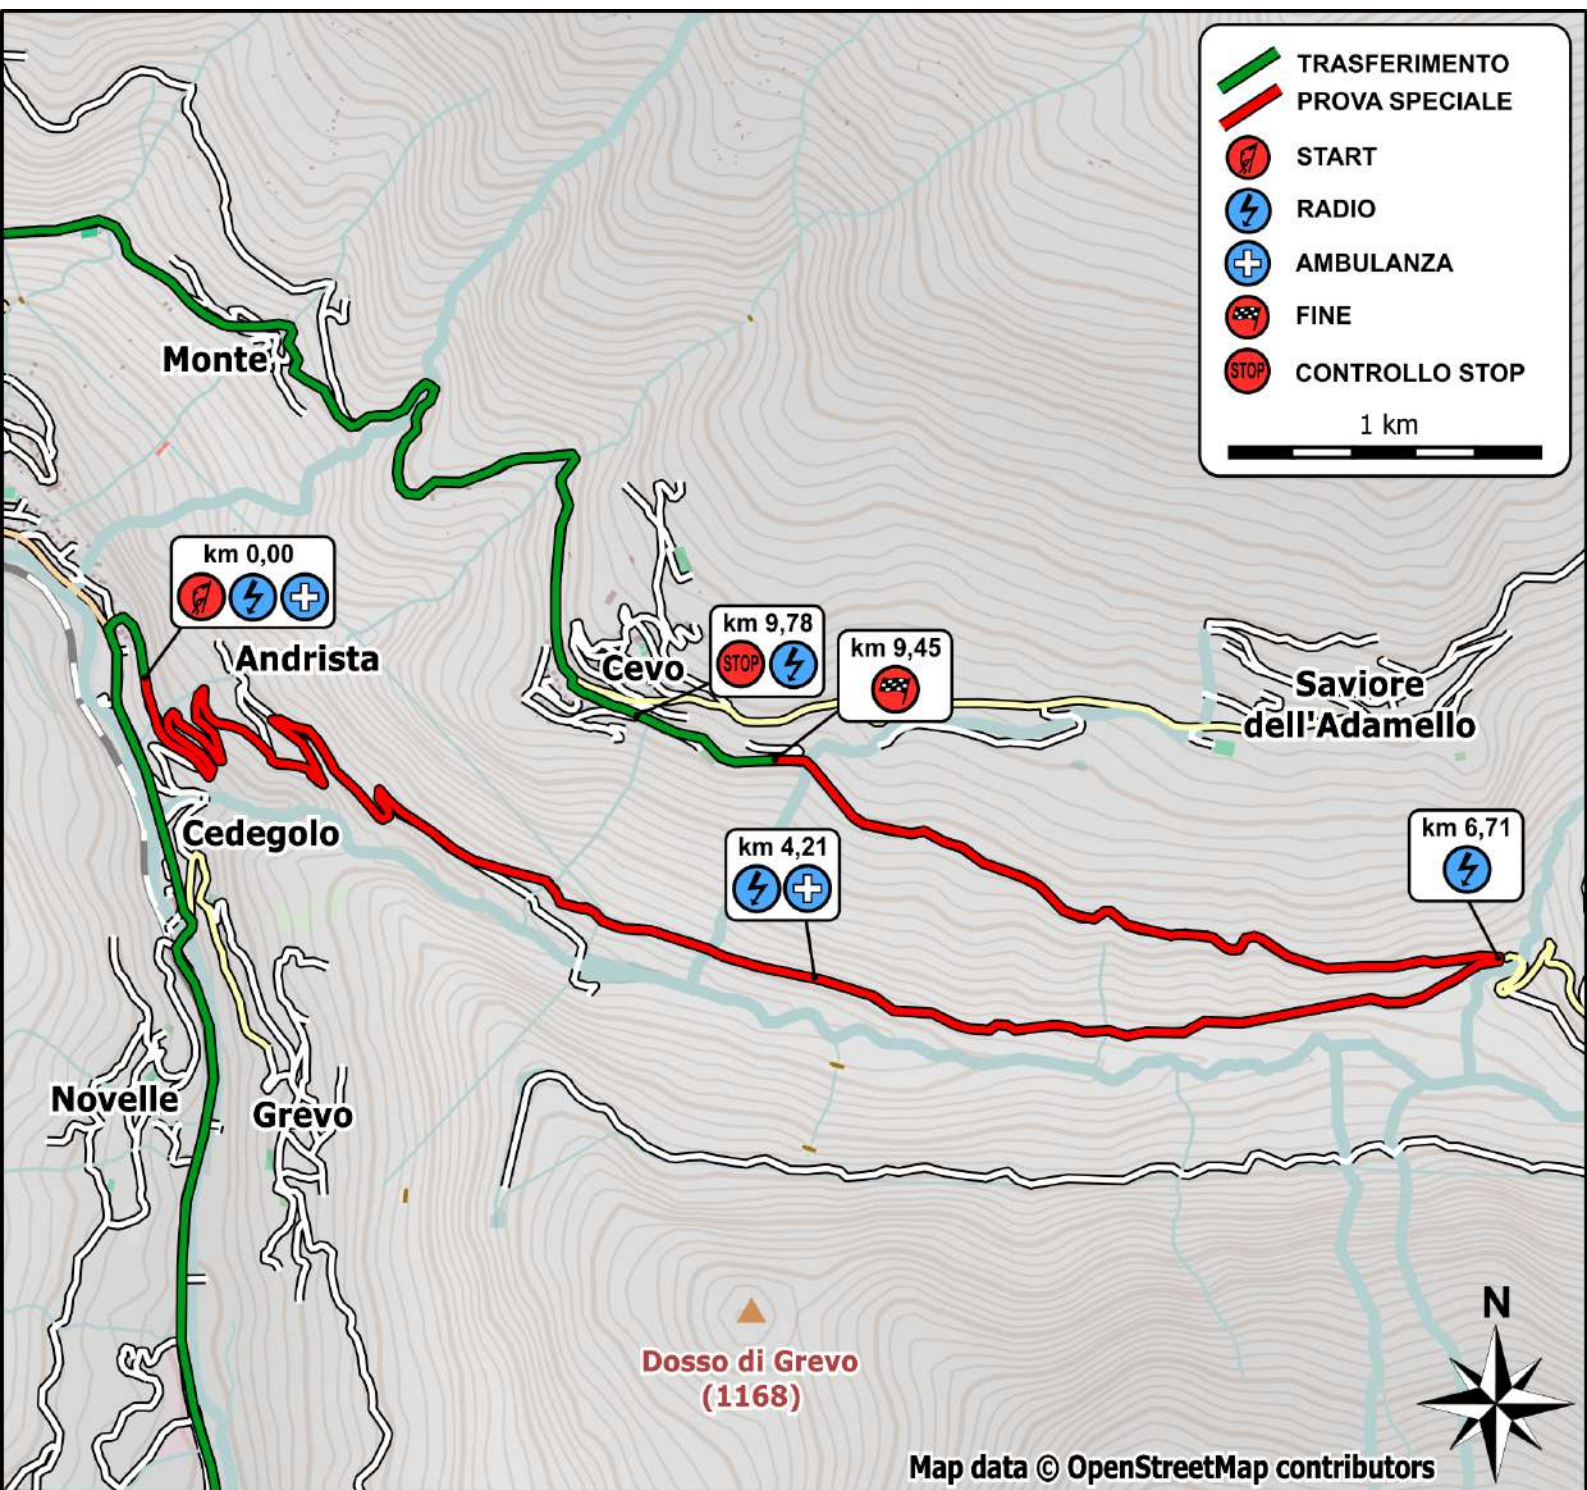 TRASFERIMENTO
PROVA SPECIALE
START
RADIO
AMBULANZA
FINE
STOP
CONTROLLO STOP
1 km
Monte
km 0,00
Andrista
km 9,78
STOP
Cevo
km 9,45
Saviore
dell'Adamello
Cedegolo
km 4,21
km 6,71
Novelle
Grevo
Dosso di Grevo
(1168)
N
Map data © OpenStreetMap contributors